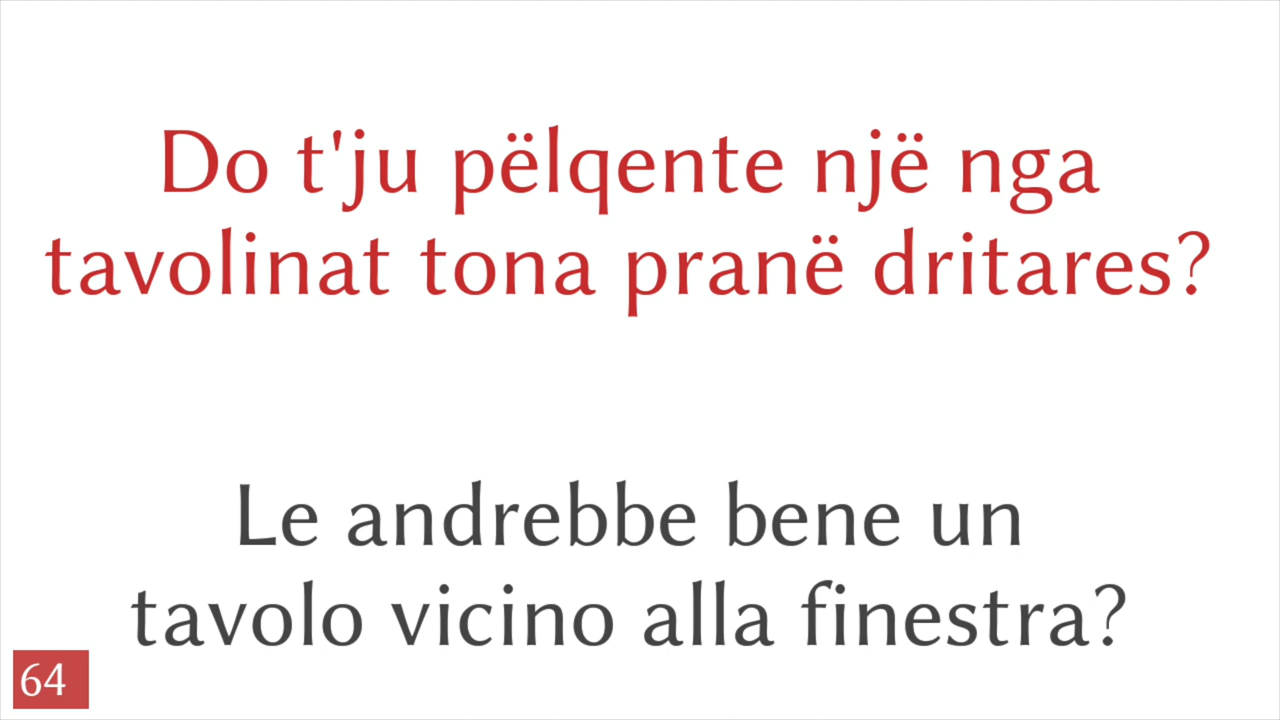 Do t'ju pëlqente një nga
tavolinat tona pranë dritares?
Le andrebbe bene un
tavolo vicino alla finestra?
64